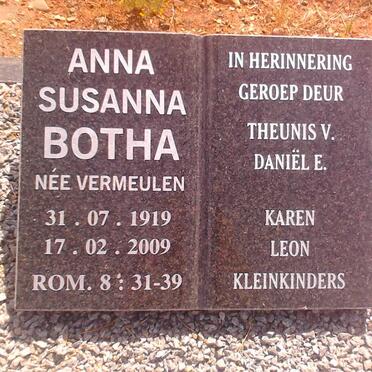 ANNA
SUSANNA
BOTHA
NÉE VERMEULEN
31 . 07 . 1919
17 . 02 . 2009
ROM. 8 : 31-39
IN HERINNERING
GEROEP DEUR
THEUNIS V.
DANIËL E.
KAREN
LEON
KLEINKINDERS